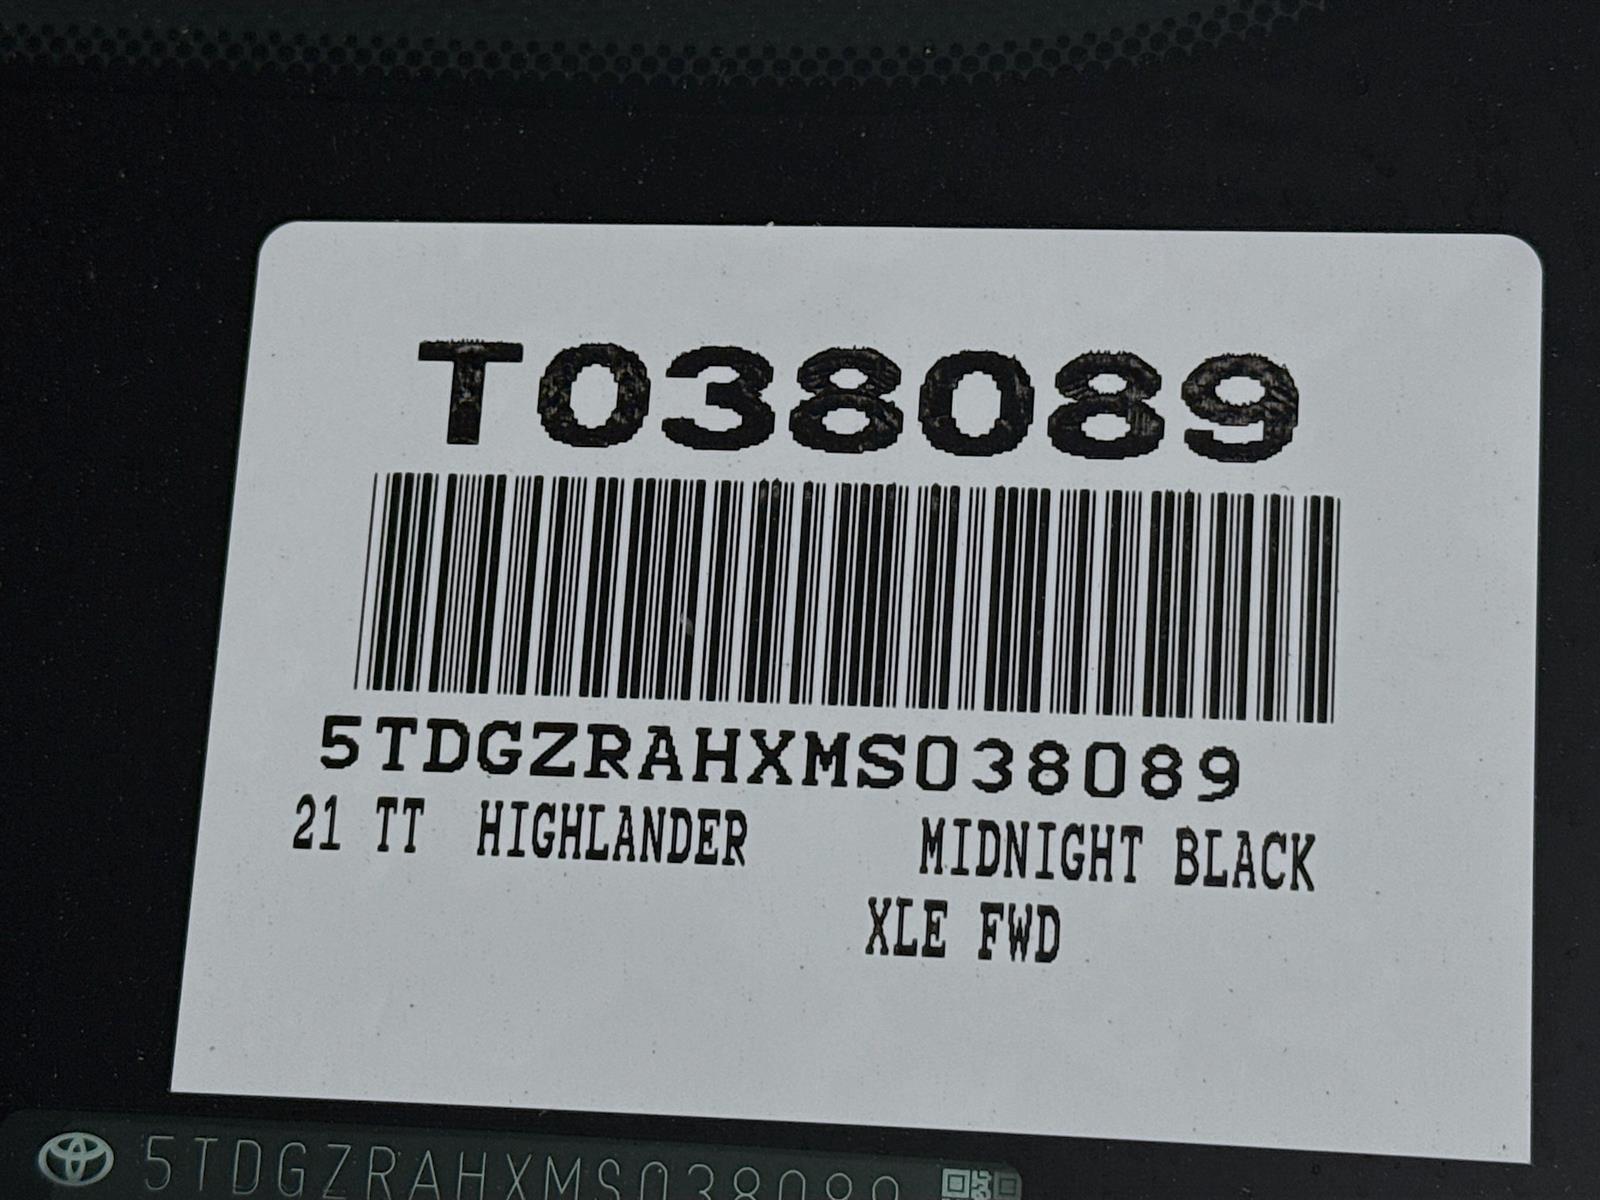 T038089
5TDGZRAHXMS038089
21 TT HIGHLANDER MIDNIGHT BLACK
XLE FWD
5TDGZRAHXMS038089